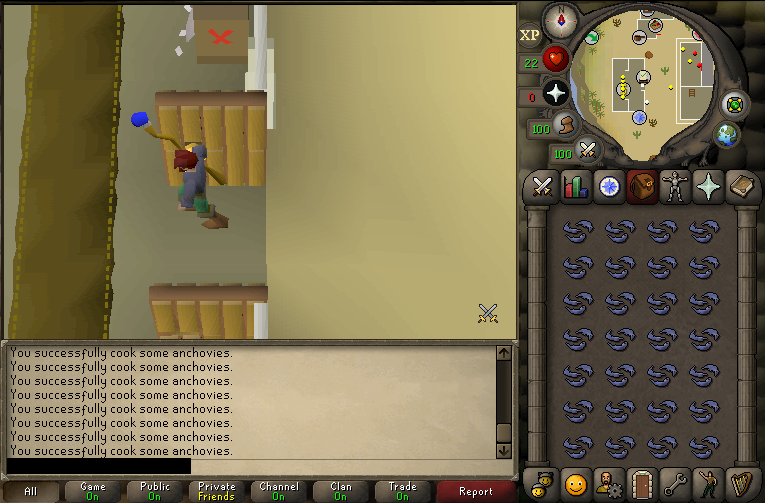 N
XP
22
0
100
100
You successfully cook some anchovies.
You successfully cook some anchovies.
You successfully cook some anchovies.
You successfully cook some anchovies.
You successfully cook some anchovies.
You successfully cook some anchovies.
You successfully cook some anchovies.
You successfully cook some anchovies.
All
Game
On
Public
On
Private
Friends
Channel
On
Clan
On
Trade
On
Report